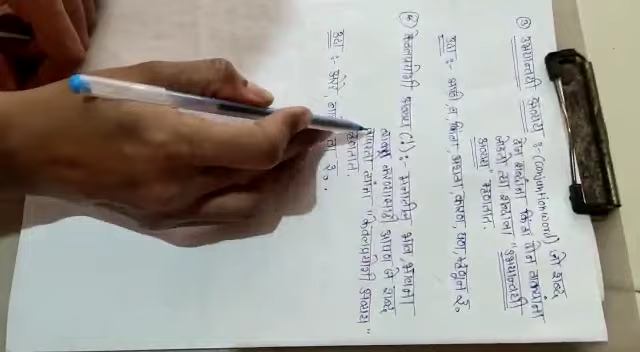 ③ उभयान्वयी अव्यय :- (conjunction word) जे शब्द
दोन शब्दांना किंवा दोन वाक्यांना
जोडते त्या शब्दाला "उभयान्वयी
अव्यय" म्हणतात.
उदा :- आणि, व, किंवा, अथवा, कारण, पण, म्हणून इ.
④ केवलप्रयोगी अव्यय (!) :- मनातील भाव, भावना
व्यक्त करण्यासाठी आपण जे शब्द
वापरतो त्यांना "केवलप्रयोगी अव्यय"
म्हणतात
उदा :- अरेरे,